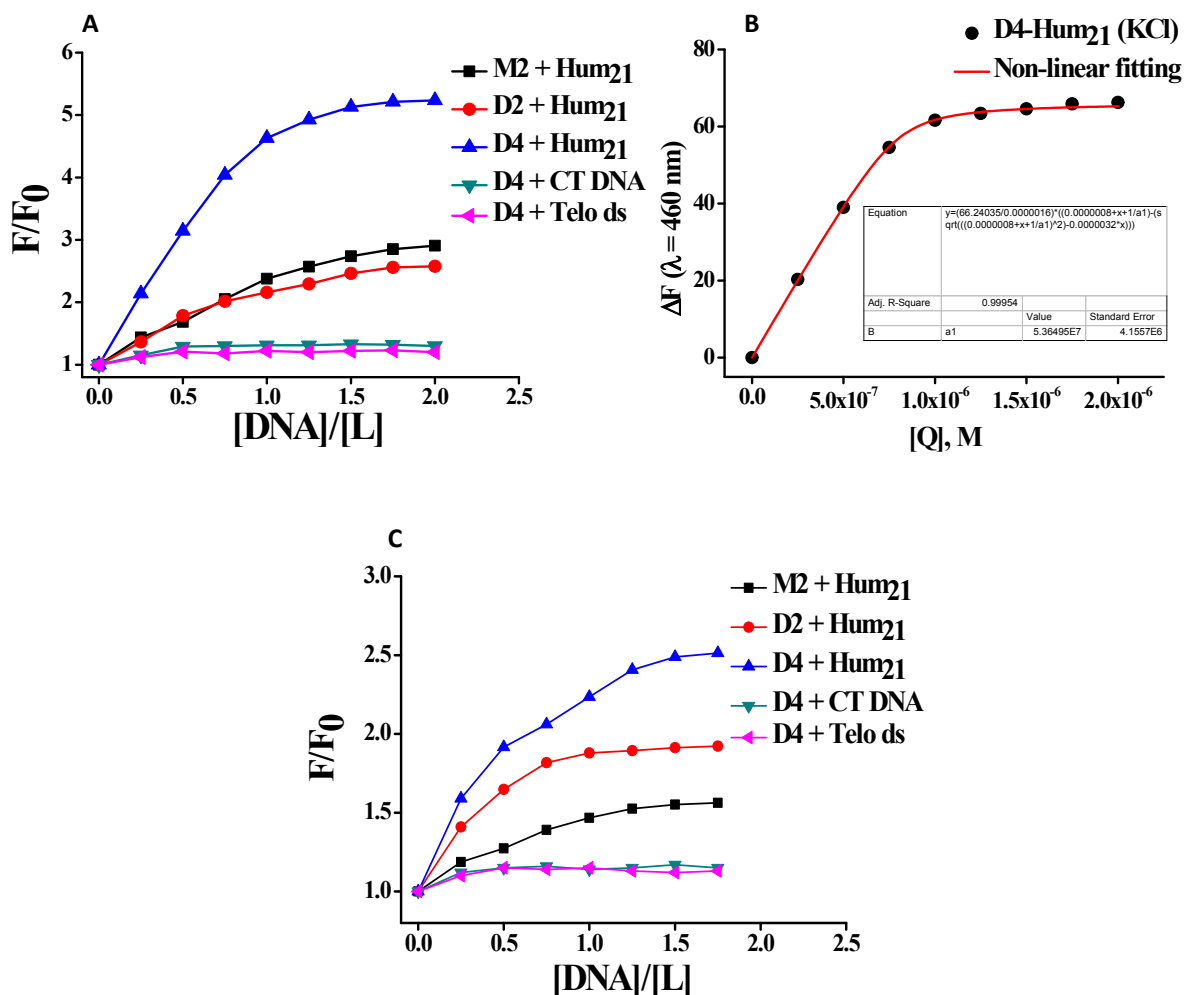 A
F/F0
6
5
4
3
2
1
0.0 0.5 1.0 1.5 2.0 2.5
[DNA]/[L]
M2 + Hum21
D2 + Hum21
D4 + Hum21
D4 + CT DNA
D4 + Telo ds
B
ΔF (λ = 460 nm)
80
60
40
20
0
0.0 5.0x10-7 1.0x10-6 1.5x10-6 2.0x10-6
[Q], M
D4-Hum21 (KCl)
Non-linear fitting
Equation y=(66.24035/0.0000016)*((0.0000008+x+1/a1)-(s
qrt(((0.0000008+x+1/a1)^2)-0.0000032*x)))
Adj. R-Square 0.99954
Value Standard Error
B a1 5.36495E7 4.1557E6
C
F/F0
3.0
2.5
2.0
1.5
1.0
0.0 0.5 1.0 1.5 2.0 2.5
[DNA]/[L]
M2 + Hum21
D2 + Hum21
D4 + Hum21
D4 + CT DNA
D4 + Telo ds